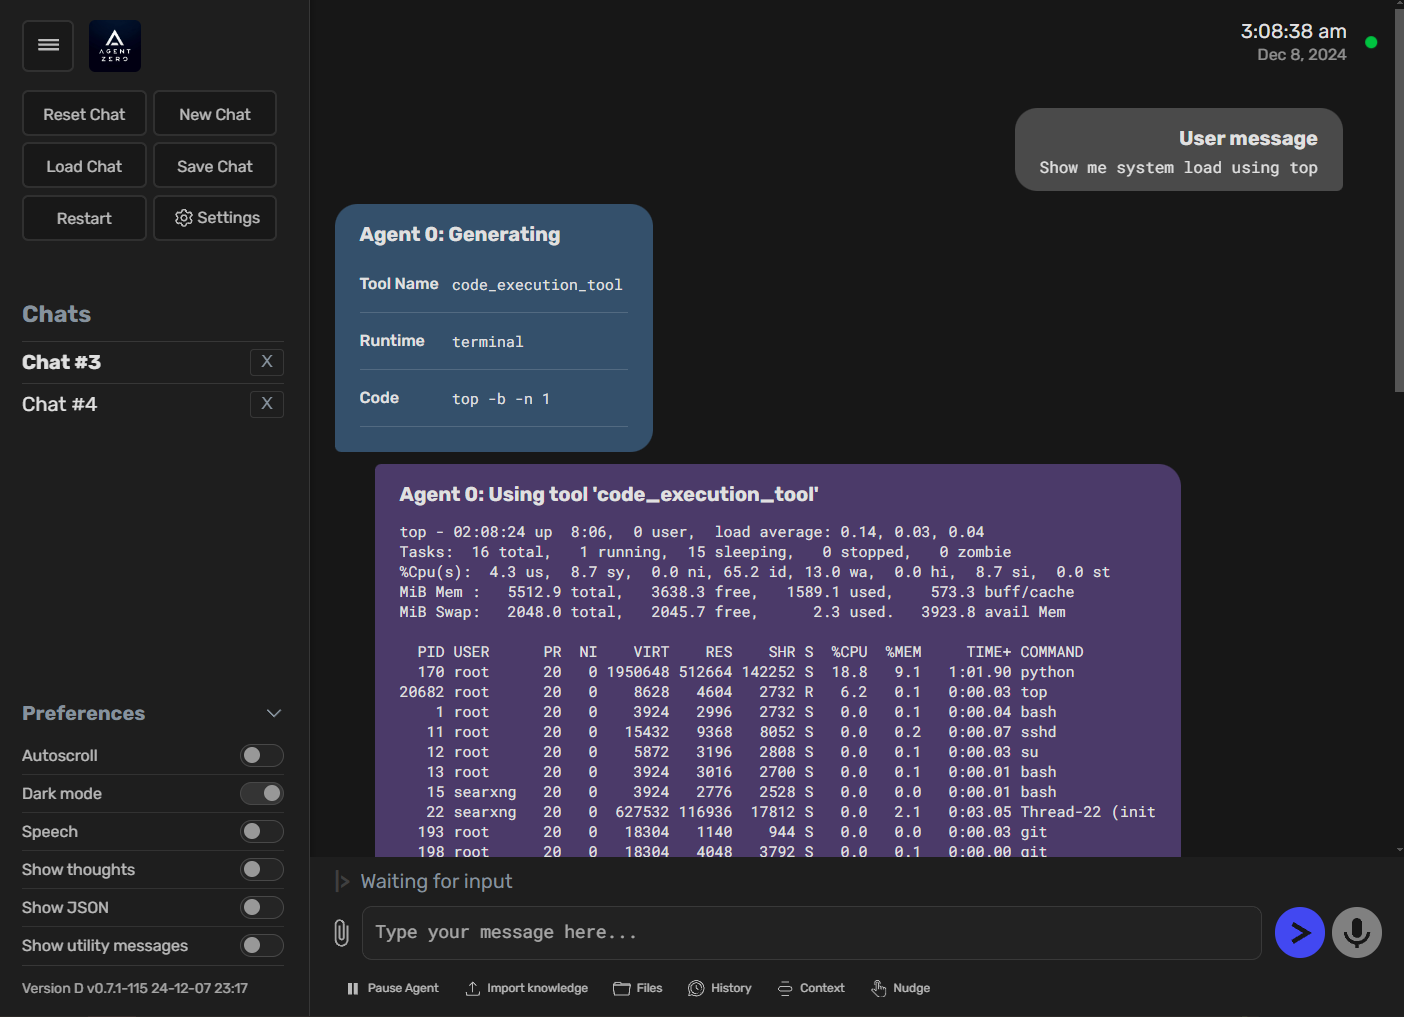 AGENT
ZERO
Reset Chat
New Chat
Load Chat
Save Chat
Restart
Settings
Chats
Chat #3
X
Chat #4
X
Preferences
Autoscroll
Dark mode
Speech
Show thoughts
Show JSON
Show utility messages
Version D v0.7.1-115 24-12-07 23:17
3:08:38 am
Dec 8, 2024
User message
Show me system load using top
Agent 0: Generating
Tool Name code_execution_tool
Runtime terminal
Code top -b -n 1
Agent 0: Using tool 'code_execution_tool'
top - 02:08:24 up  8:06,  0 user,  load average: 0.14, 0.03, 0.04
Tasks:  16 total,   1 running,  15 sleeping,   0 stopped,   0 zombie
%Cpu(s):  4.3 us,  8.7 sy,  0.0 ni, 65.2 id, 13.0 wa,  0.0 hi,  8.7 si,  0.0 st
MiB Mem :   5512.9 total,   3638.3 free,   1589.1 used,    573.3 buff/cache
MiB Swap:   2048.0 total,   2045.7 free,      2.3 used.   3923.8 avail Mem
PID USER      PR  NI    VIRT    RES    SHR S  %CPU  %MEM     TIME+ COMMAND
170 root      20   0 1950648 512664 142252 S  18.8   9.1   1:01.90 python
20682 root      20   0    8628   4604   2732 R   6.2   0.1   0:00.03 top
1 root      20   0    3924   2996   2732 S   0.0   0.1   0:00.04 bash
11 root      20   0   15432   9368   8052 S   0.0   0.2   0:00.07 sshd
12 root      20   0    5872   3196   2808 S   0.0   0.1   0:00.03 su
13 root      20   0    3924   3016   2700 S   0.0   0.1   0:00.01 bash
15 searxng   20   0    3924   2776   2528 S   0.0   0.0   0:00.01 bash
22 searxng   20   0  627532 116936  17812 S   0.0   2.1   0:03.05 Thread-22 (init
193 root      20   0   18304   1140    944 S   0.0   0.0   0:00.03 git
198 root      20   0   18304   4048   3792 S   0.0   0.1   0:00.00 git
Waiting for input
Type your message here...
Pause Agent
Import knowledge
Files
History
Context
Nudge